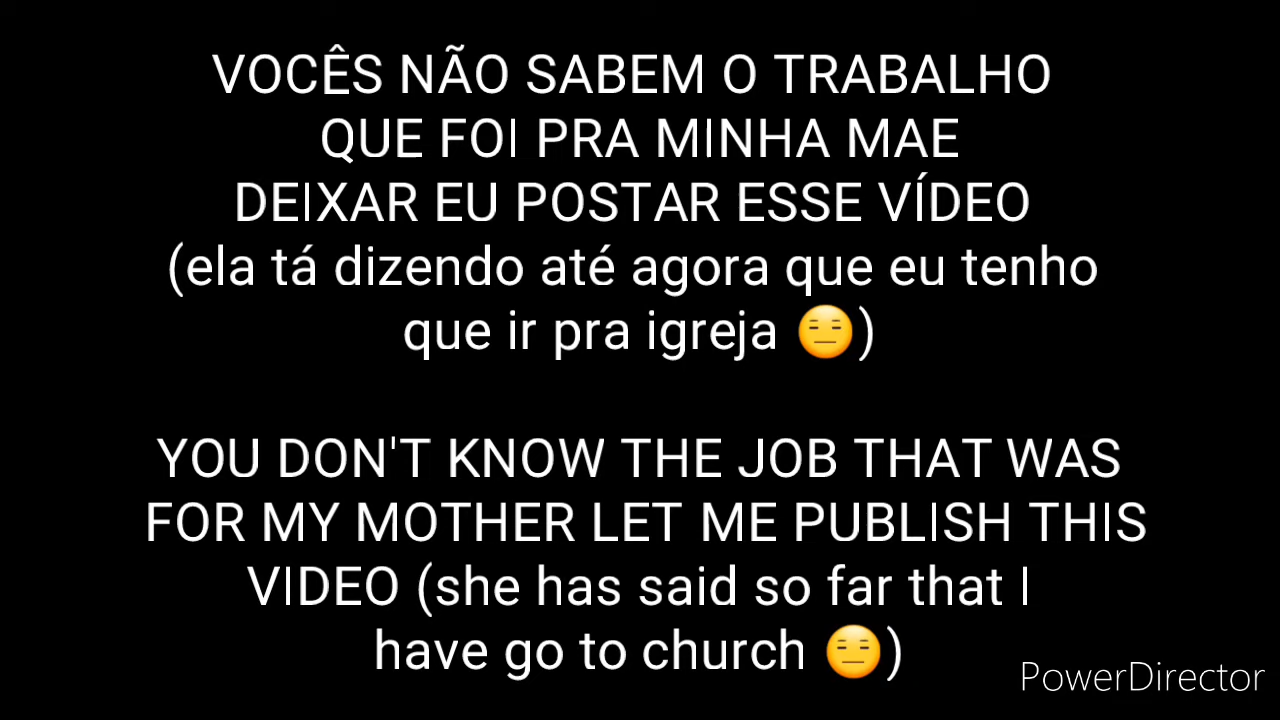 VOCÊS NÃO SABEM O TRABALHO
QUE FOI PRA MINHA MAE
DEIXAR EU POSTAR ESSE VÍDEO
(ela tá dizendo até agora que eu tenho
que ir pra igreja 😑)
YOU DON'T KNOW THE JOB THAT WAS
FOR MY MOTHER LET ME PUBLISH THIS
VIDEO (she has said so far that I
have go to church 😑)
PowerDirector